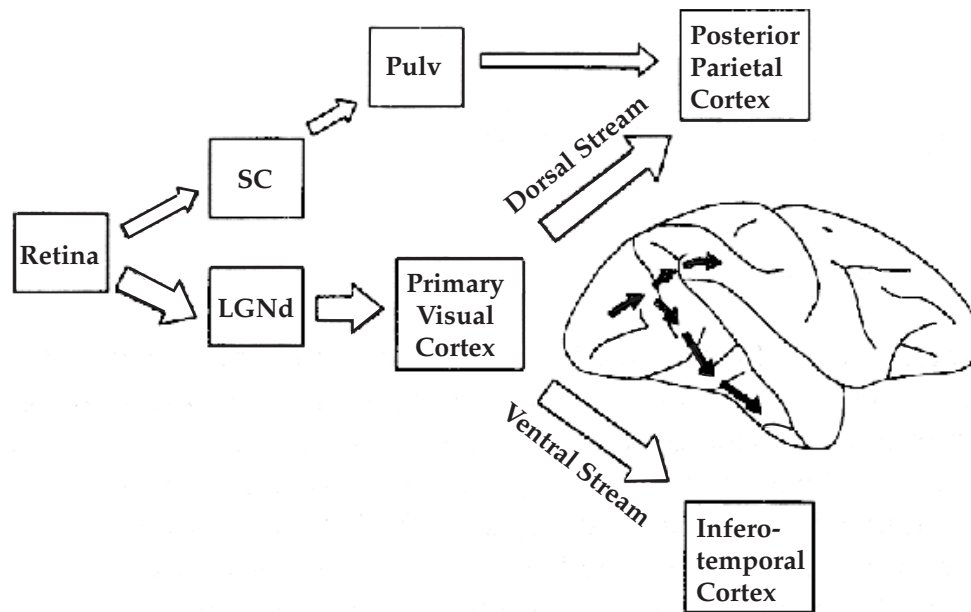 Pulv
Posterior
Parietal
Cortex
SC
Dorsal Stream
Retina
LGNd
Primary
Visual
Cortex
Ventral Stream
Infero-
temporal
Cortex